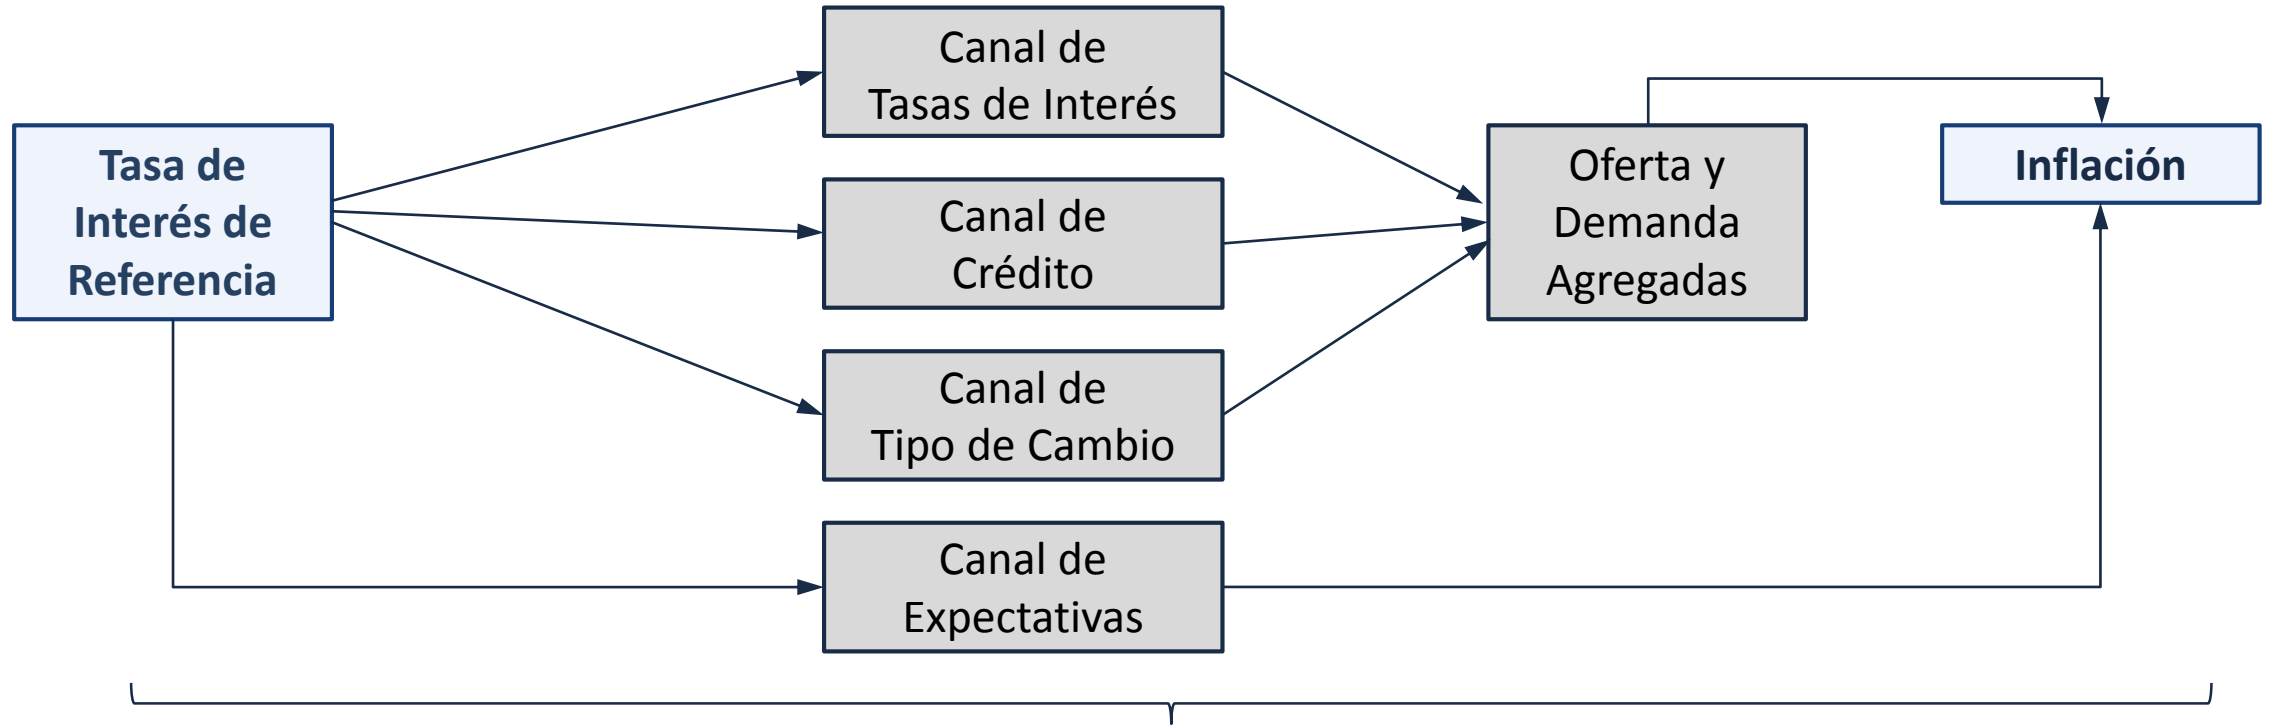 Tasa de
Interés de
Referencia
Canal de
Tasas de Interés
Canal de
Crédito
Canal de
Tipo de Cambio
Canal de
Expectativas
Oferta y
Demanda
Agregadas
Inflación